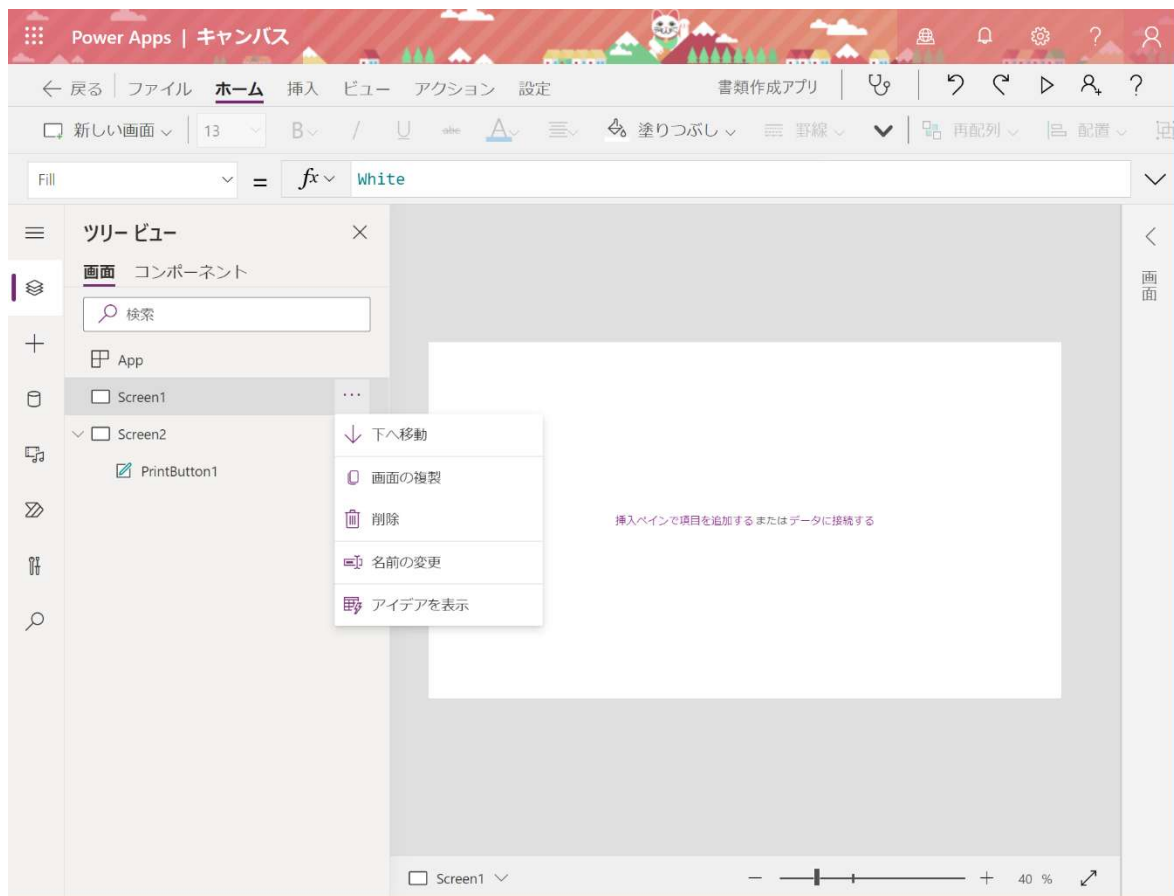 Power Apps | キャンバス
← 戻る ファイル ホーム 挿入 ビュー アクション 設定 書類作成アプリ ?
新しい画面 13 B / U abc A 塗りつぶし 罫線 再配列 配置
Fill = fx White
ツリー ビュー
画面 コンポーネント
検索
App
Screen1 ...
Screen2
PrintButton1
下へ移動
画面の複製
削除
名前の変更
アイデアを表示
挿入ペインで項目を追加する または データに接続する
画面
Screen1 − + 40 %